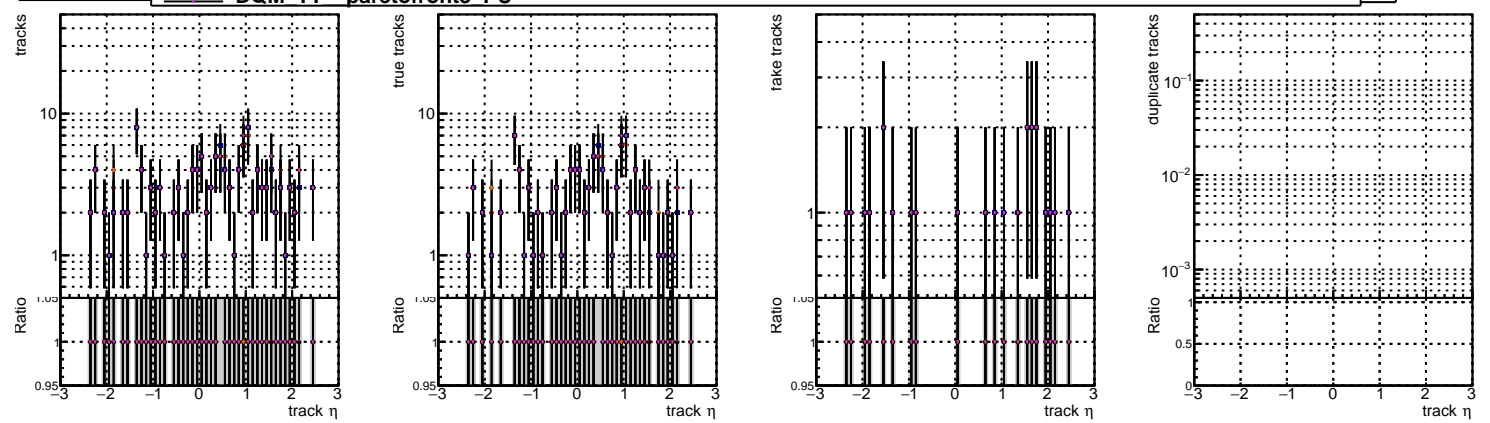 tracks
10
1
1.05
1
0.95
Ratio
−3 −2 −1 0 1 2 3
track η
true tracks
10
1
1.05
1
0.95
Ratio
−3 −2 −1 0 1 2 3
track η
fake tracks
1
1.05
1
0.95
Ratio
−3 −2 −1 0 1 2 3
track η
duplicate tracks
10⁻¹
10⁻²
10⁻³
1
0.5
0
Ratio
−3 −2 −1 0 1 2 3
track η